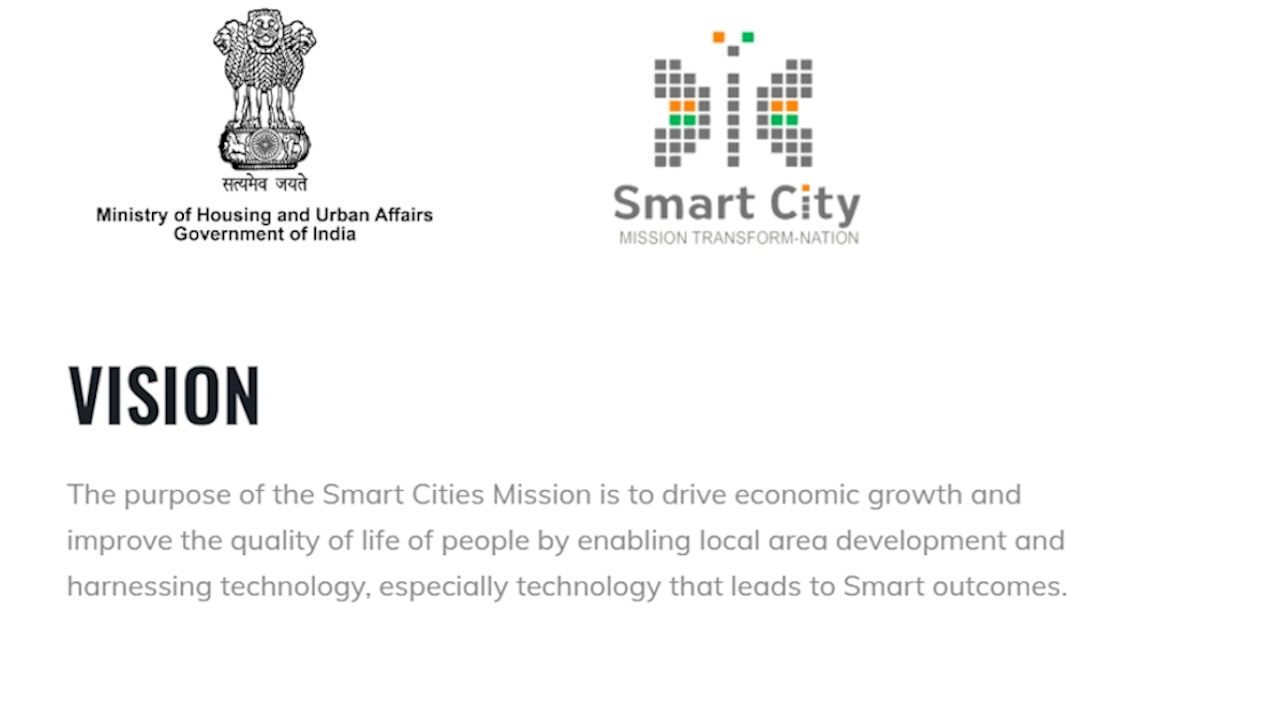 सत्यमेव जयते
Ministry of Housing and Urban Affairs
Government of India
Smart City
MISSION TRANSFORM-NATION
VISION
The purpose of the Smart Cities Mission is to drive economic growth and
improve the quality of life of people by enabling local area development and
harnessing technology, especially technology that leads to Smart outcomes.